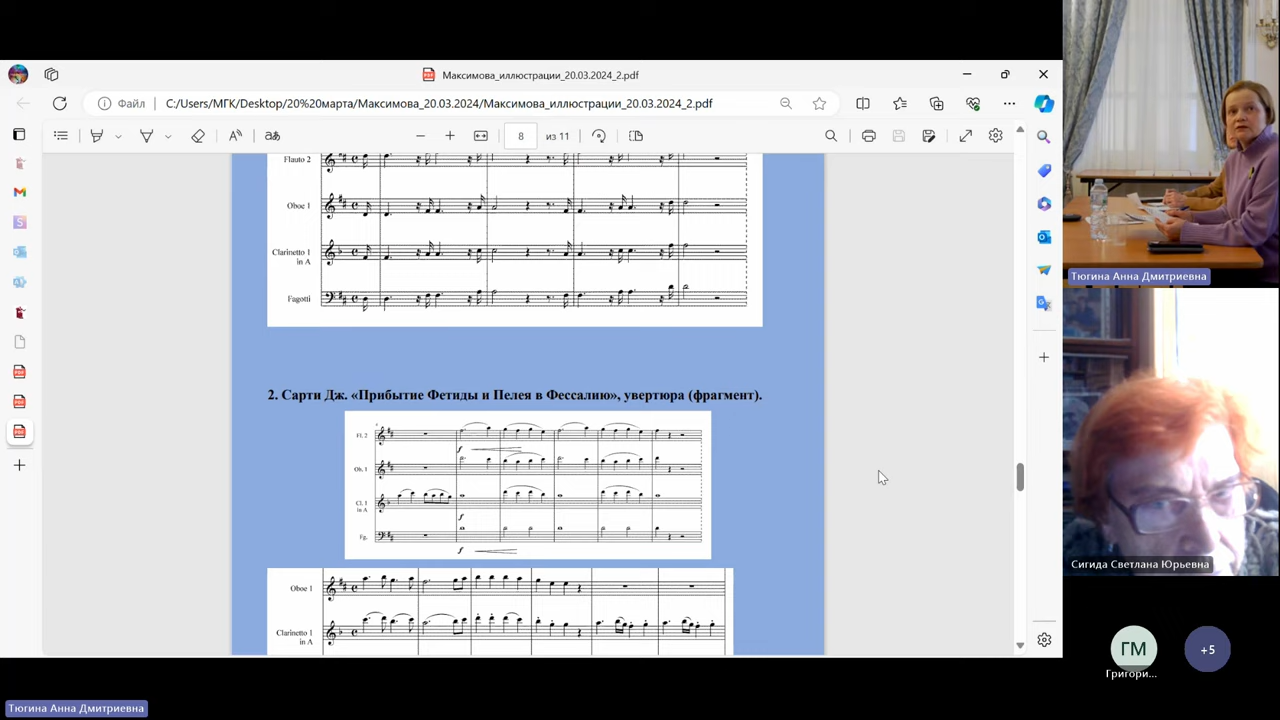 Максимова_иллюстрации_20.03.2024_2.pdf
Файл
C:/Users/МГК/Desktop/20%20марта/Максимова_20.03.2024/Максимова_иллюстрации_20.03.2024_2.pdf
8 из 11
Flauto 2
Oboe 1
Clarinetto 1
in A
Fagotti
2. Сарти Дж. «Прибытие Фетиды и Пелея в Фессалию», увертюра (фрагмент).
Fl. 2
Ob. 1
Cl. 1
in A
Fg.
f
f
f
Oboe 1
Clarinetto 1
in A
Тюгина Анна Дмитриевна
Сигида Светлана Юрьевна
ГМ
+5
Григори...
Тюгина Анна Дмитриевна